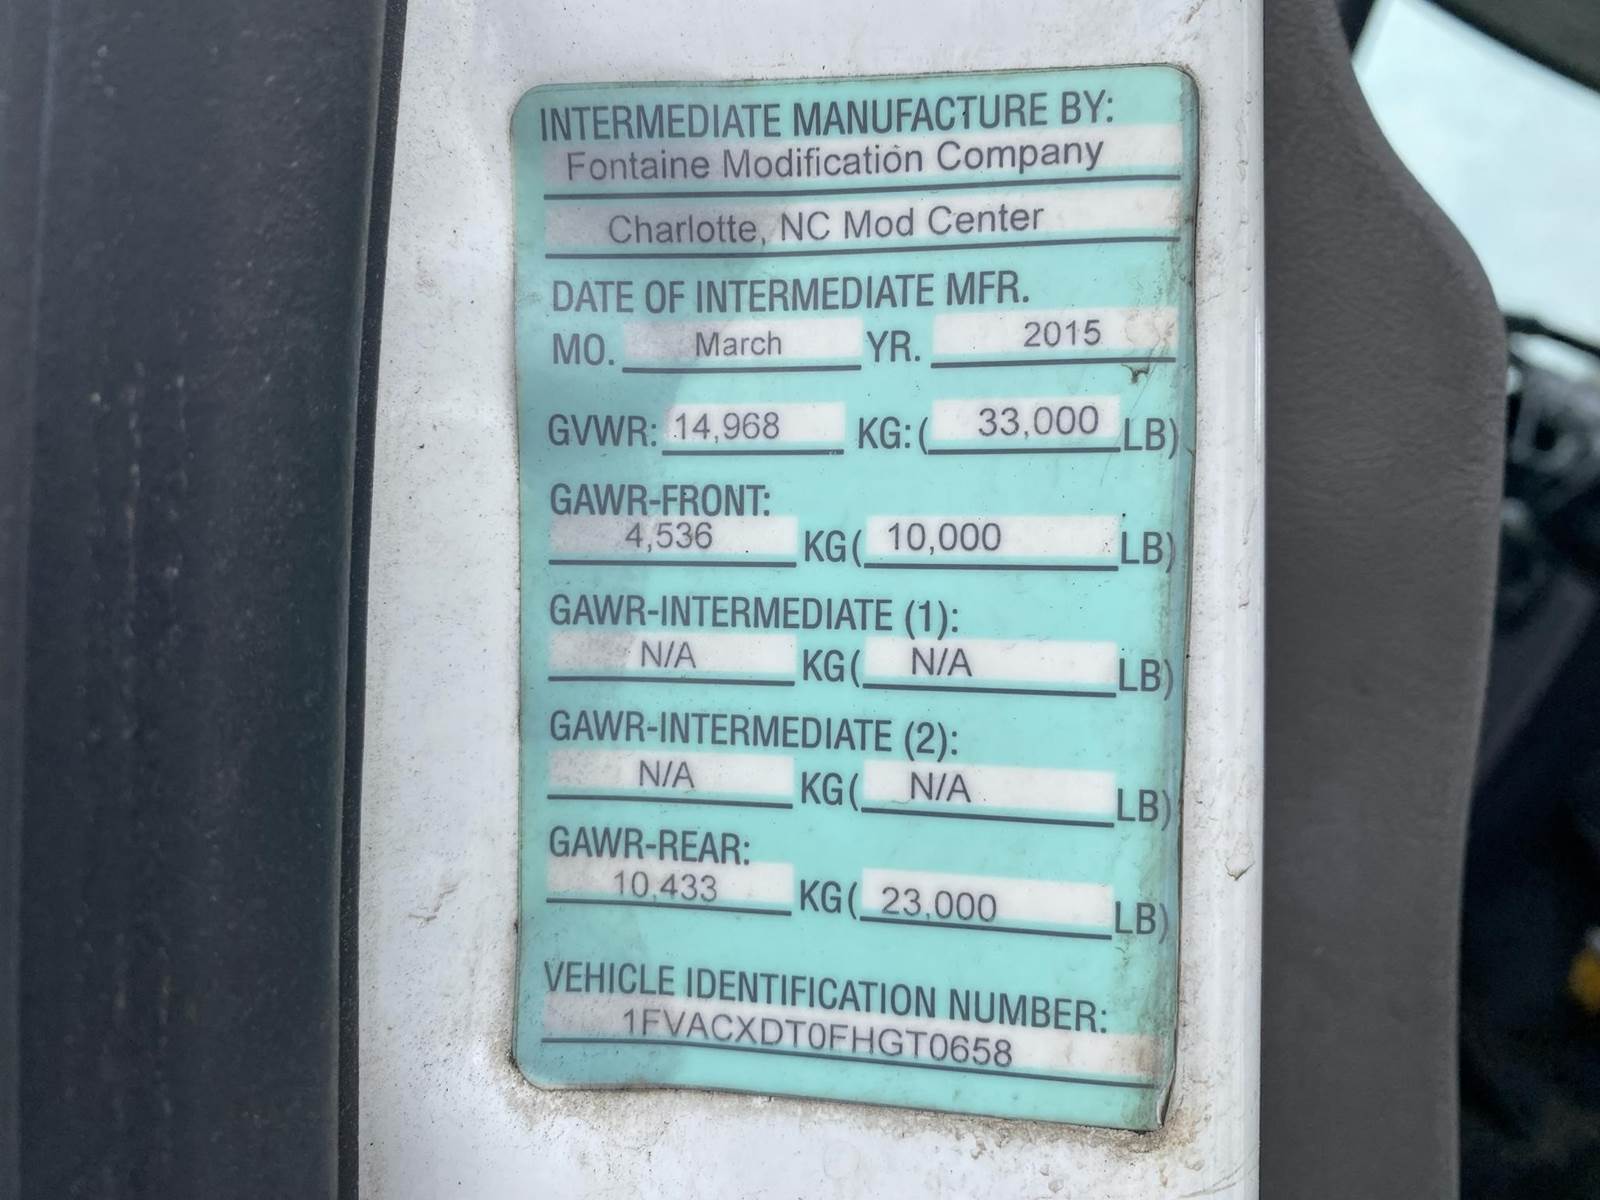 INTERMEDIATE MANUFACTURE BY:
Fontaine Modification Company
Charlotte, NC Mod Center
DATE OF INTERMEDIATE MFR.
MO. March YR. 2015
GVWR: 14,968 KG: ( 33,000 LB)
GAWR-FRONT:
4,536 KG( 10,000 LB)
GAWR-INTERMEDIATE (1):
N/A KG( N/A LB)
GAWR-INTERMEDIATE (2):
N/A KG( N/A LB)
GAWR-REAR:
10,433 KG( 23,000 LB)
VEHICLE IDENTIFICATION NUMBER:
1FVACXDT0FHGT0658